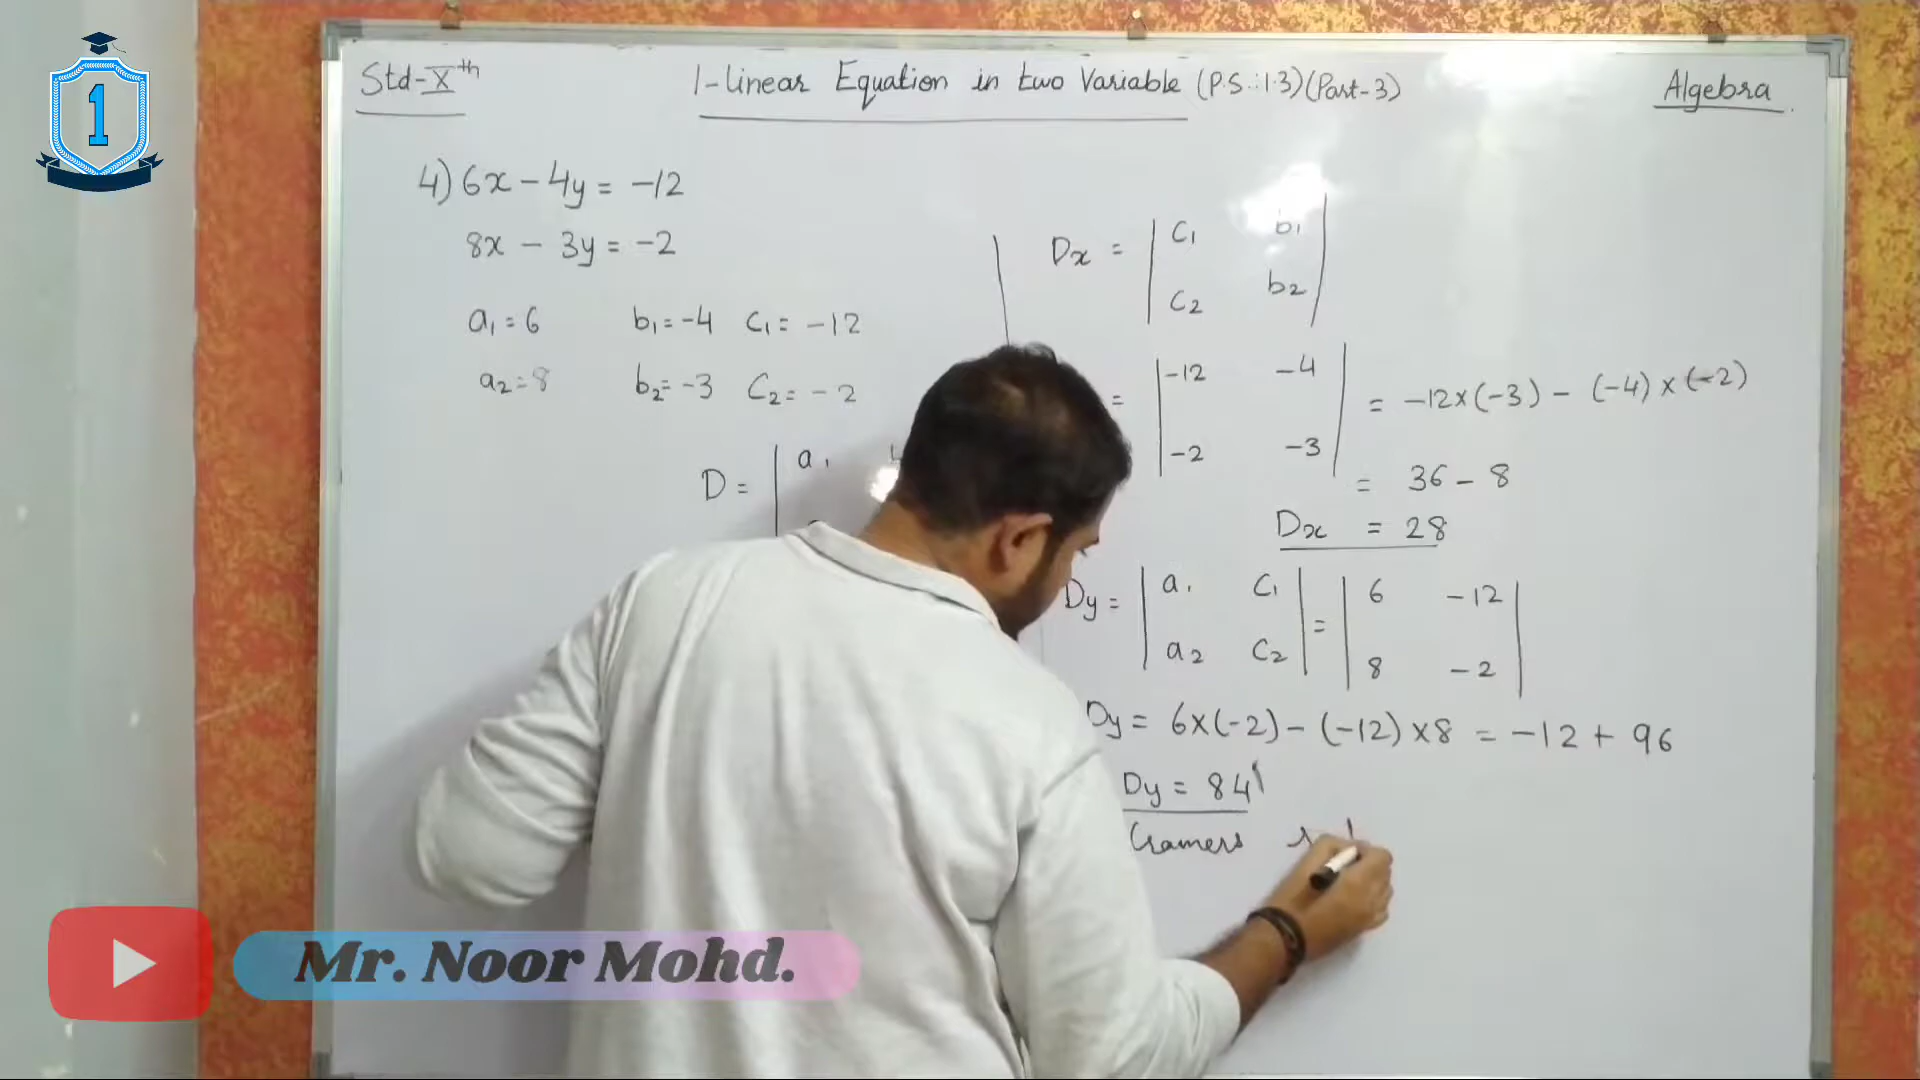 1
Std-Xth
1-Linear Equation in two Variable (P.S.:1.3)(Part-3)
Algebra
4) 6x - 4y = -12
8x - 3y = -2
a1 = 6 b1 = -4 c1 = -12
a2 = 8 b2 = -3 c2 = -2
D = | a1
Dx = | c1 b1 |
| c2 b2 |
= | -12 -4 | = -12×(-3) - (-4)×(-2)
| -2 -3 |
= 36 - 8
Dx = 28
Dy = | a1 c1 | = | 6 -12 |
| a2 c2 | | 8 -2 |
Dy = 6×(-2) - (-12)×8 = -12 + 96
Dy = 84
Cramers
Mr. Noor Mohd.